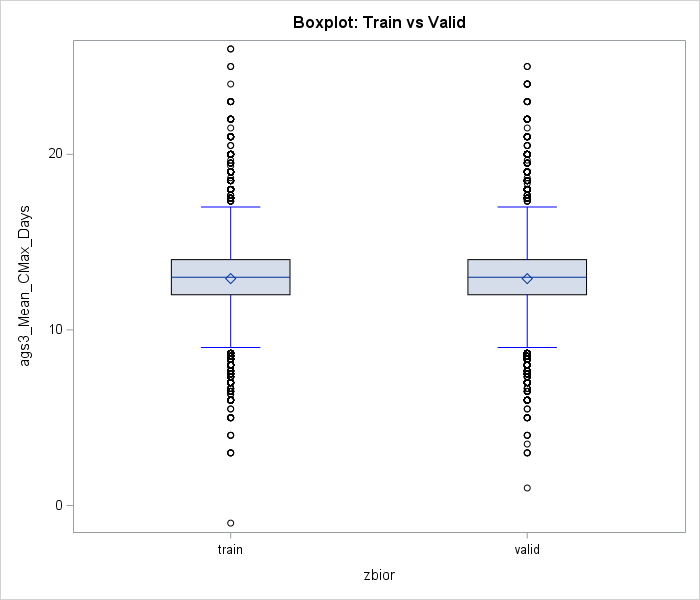 Boxplot: Train vs Valid
ags3_Mean_CMax_Days
20
10
0
train
valid
zbior